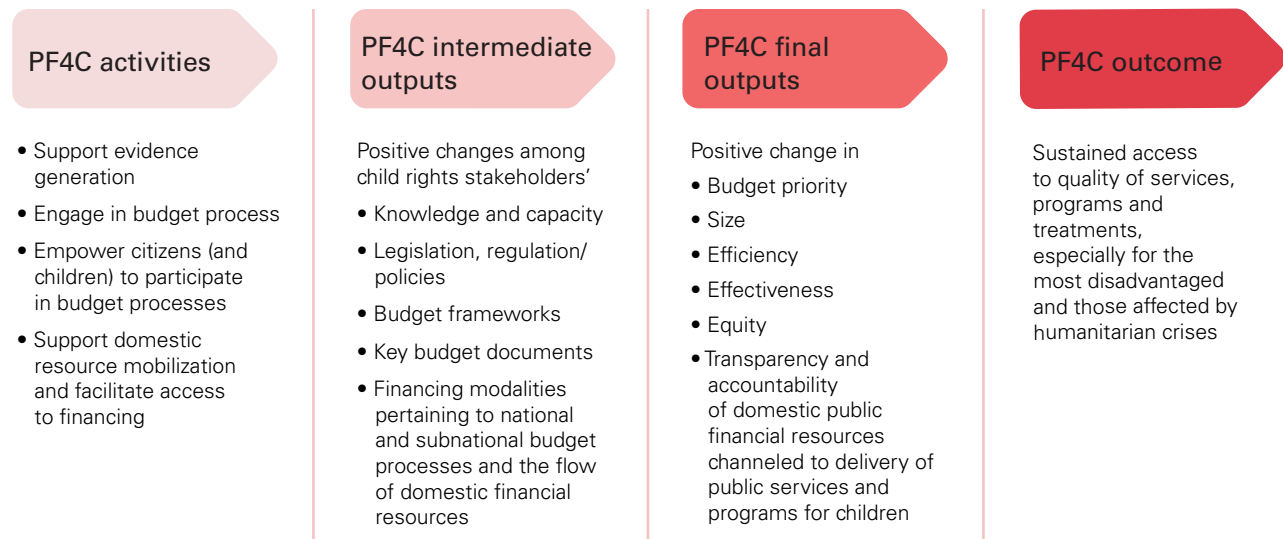 PF4C activities
• Support evidence
generation
• Engage in budget process
• Empower citizens (and
children) to participate
in budget processes
• Support domestic
resource mobilization
and facilitate access
to financing
PF4C intermediate
outputs
Positive changes among
child rights stakeholders’
• Knowledge and capacity
• Legislation, regulation/
policies
• Budget frameworks
• Key budget documents
• Financing modalities
pertaining to national
and subnational budget
processes and the flow
of domestic financial
resources
PF4C final
outputs
Positive change in
• Budget priority
• Size
• Efficiency
• Effectiveness
• Equity
• Transparency and
accountability
of domestic public
financial resources
channeled to delivery of
public services and
programs for children
PF4C outcome
Sustained access
to quality of services,
programs and
treatments,
especially for the
most disadvantaged
and those affected by
humanitarian crises